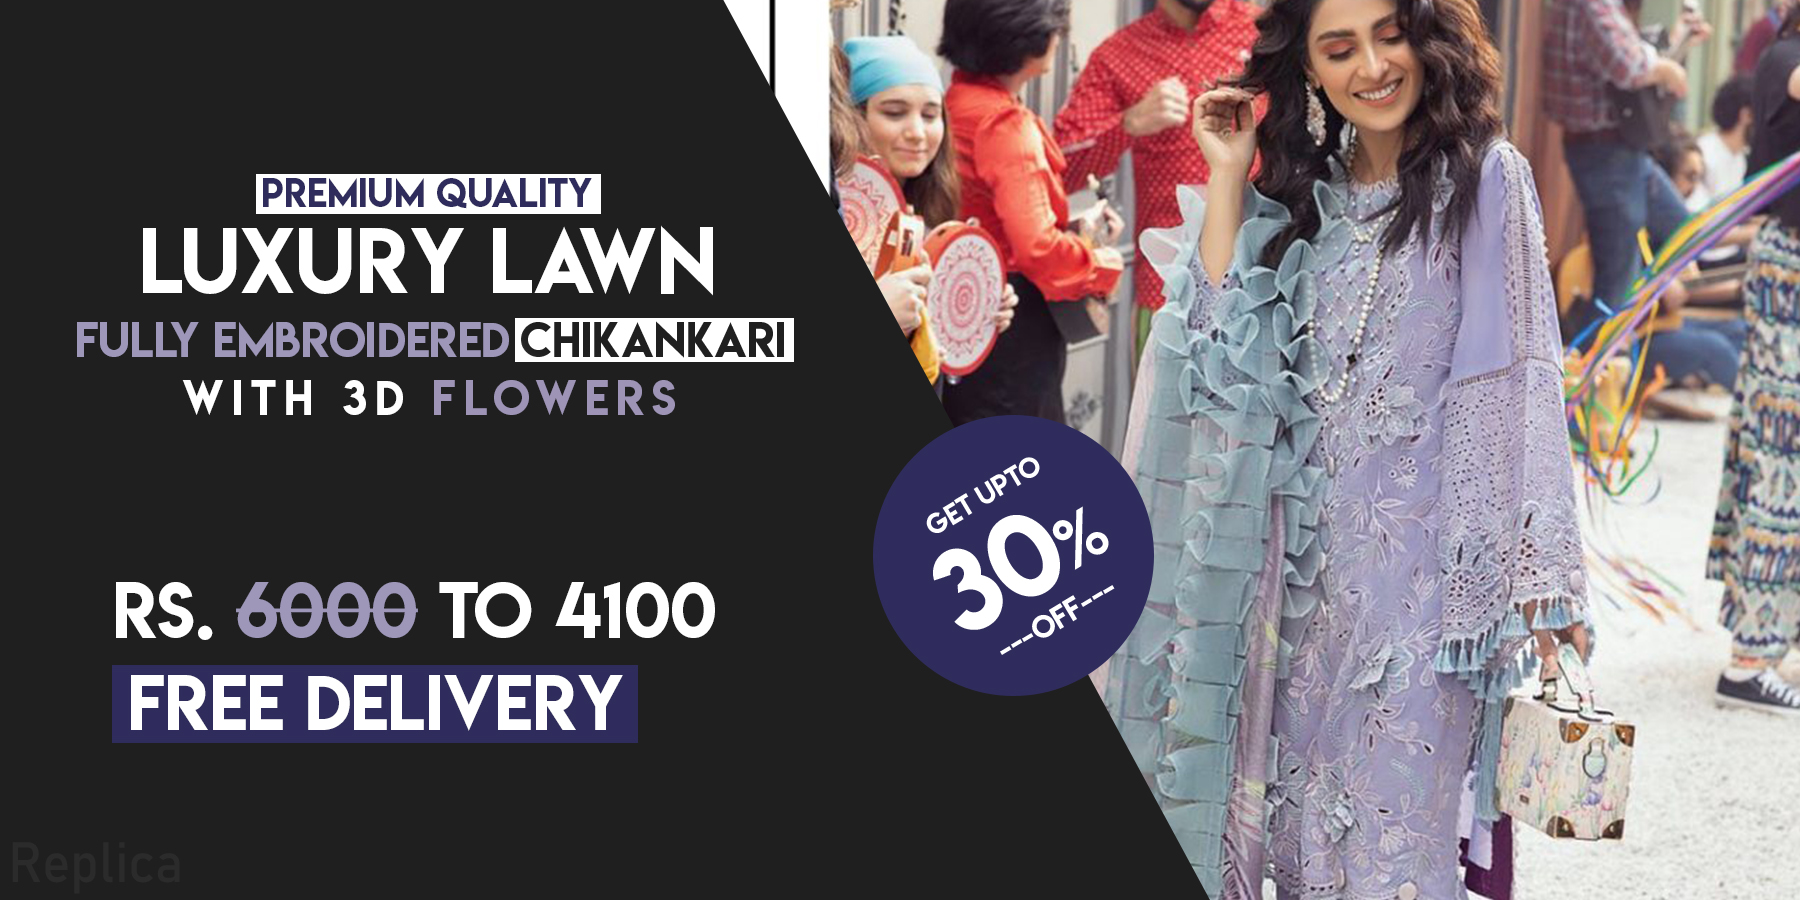 PREMIUM QUALITY
LUXURY LAWN
FULLY EMBROIDERED CHIKANKARI
WITH 3D FLOWERS
GET UPTO
30%
---OFF---
RS. 6000 TO 4100
FREE DELIVERY
Replica